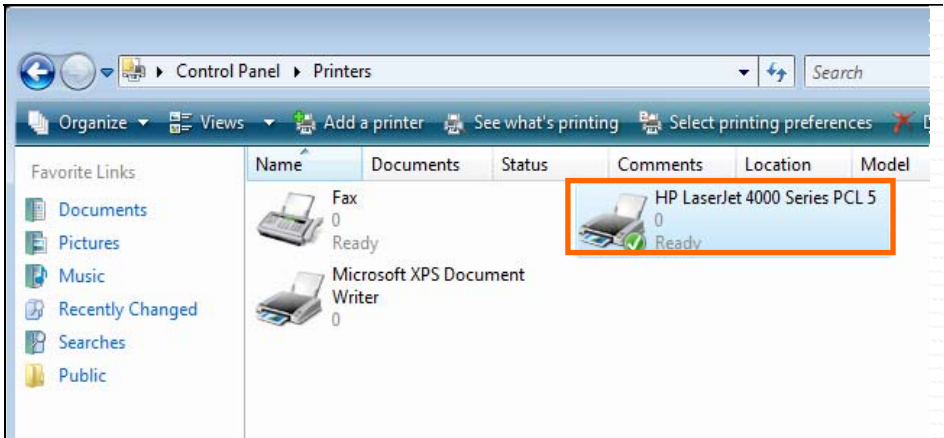 Control Panel Printers Search
Organize Views Add a printer See what's printing Select printing preferences
Favorite Links
Documents
Pictures
Music
Recently Changed
Searches
Public
Name Documents Status Comments Location Model
Fax
0
Ready
HP LaserJet 4000 Series PCL 5
0
Ready
Microsoft XPS Document
Writer
0